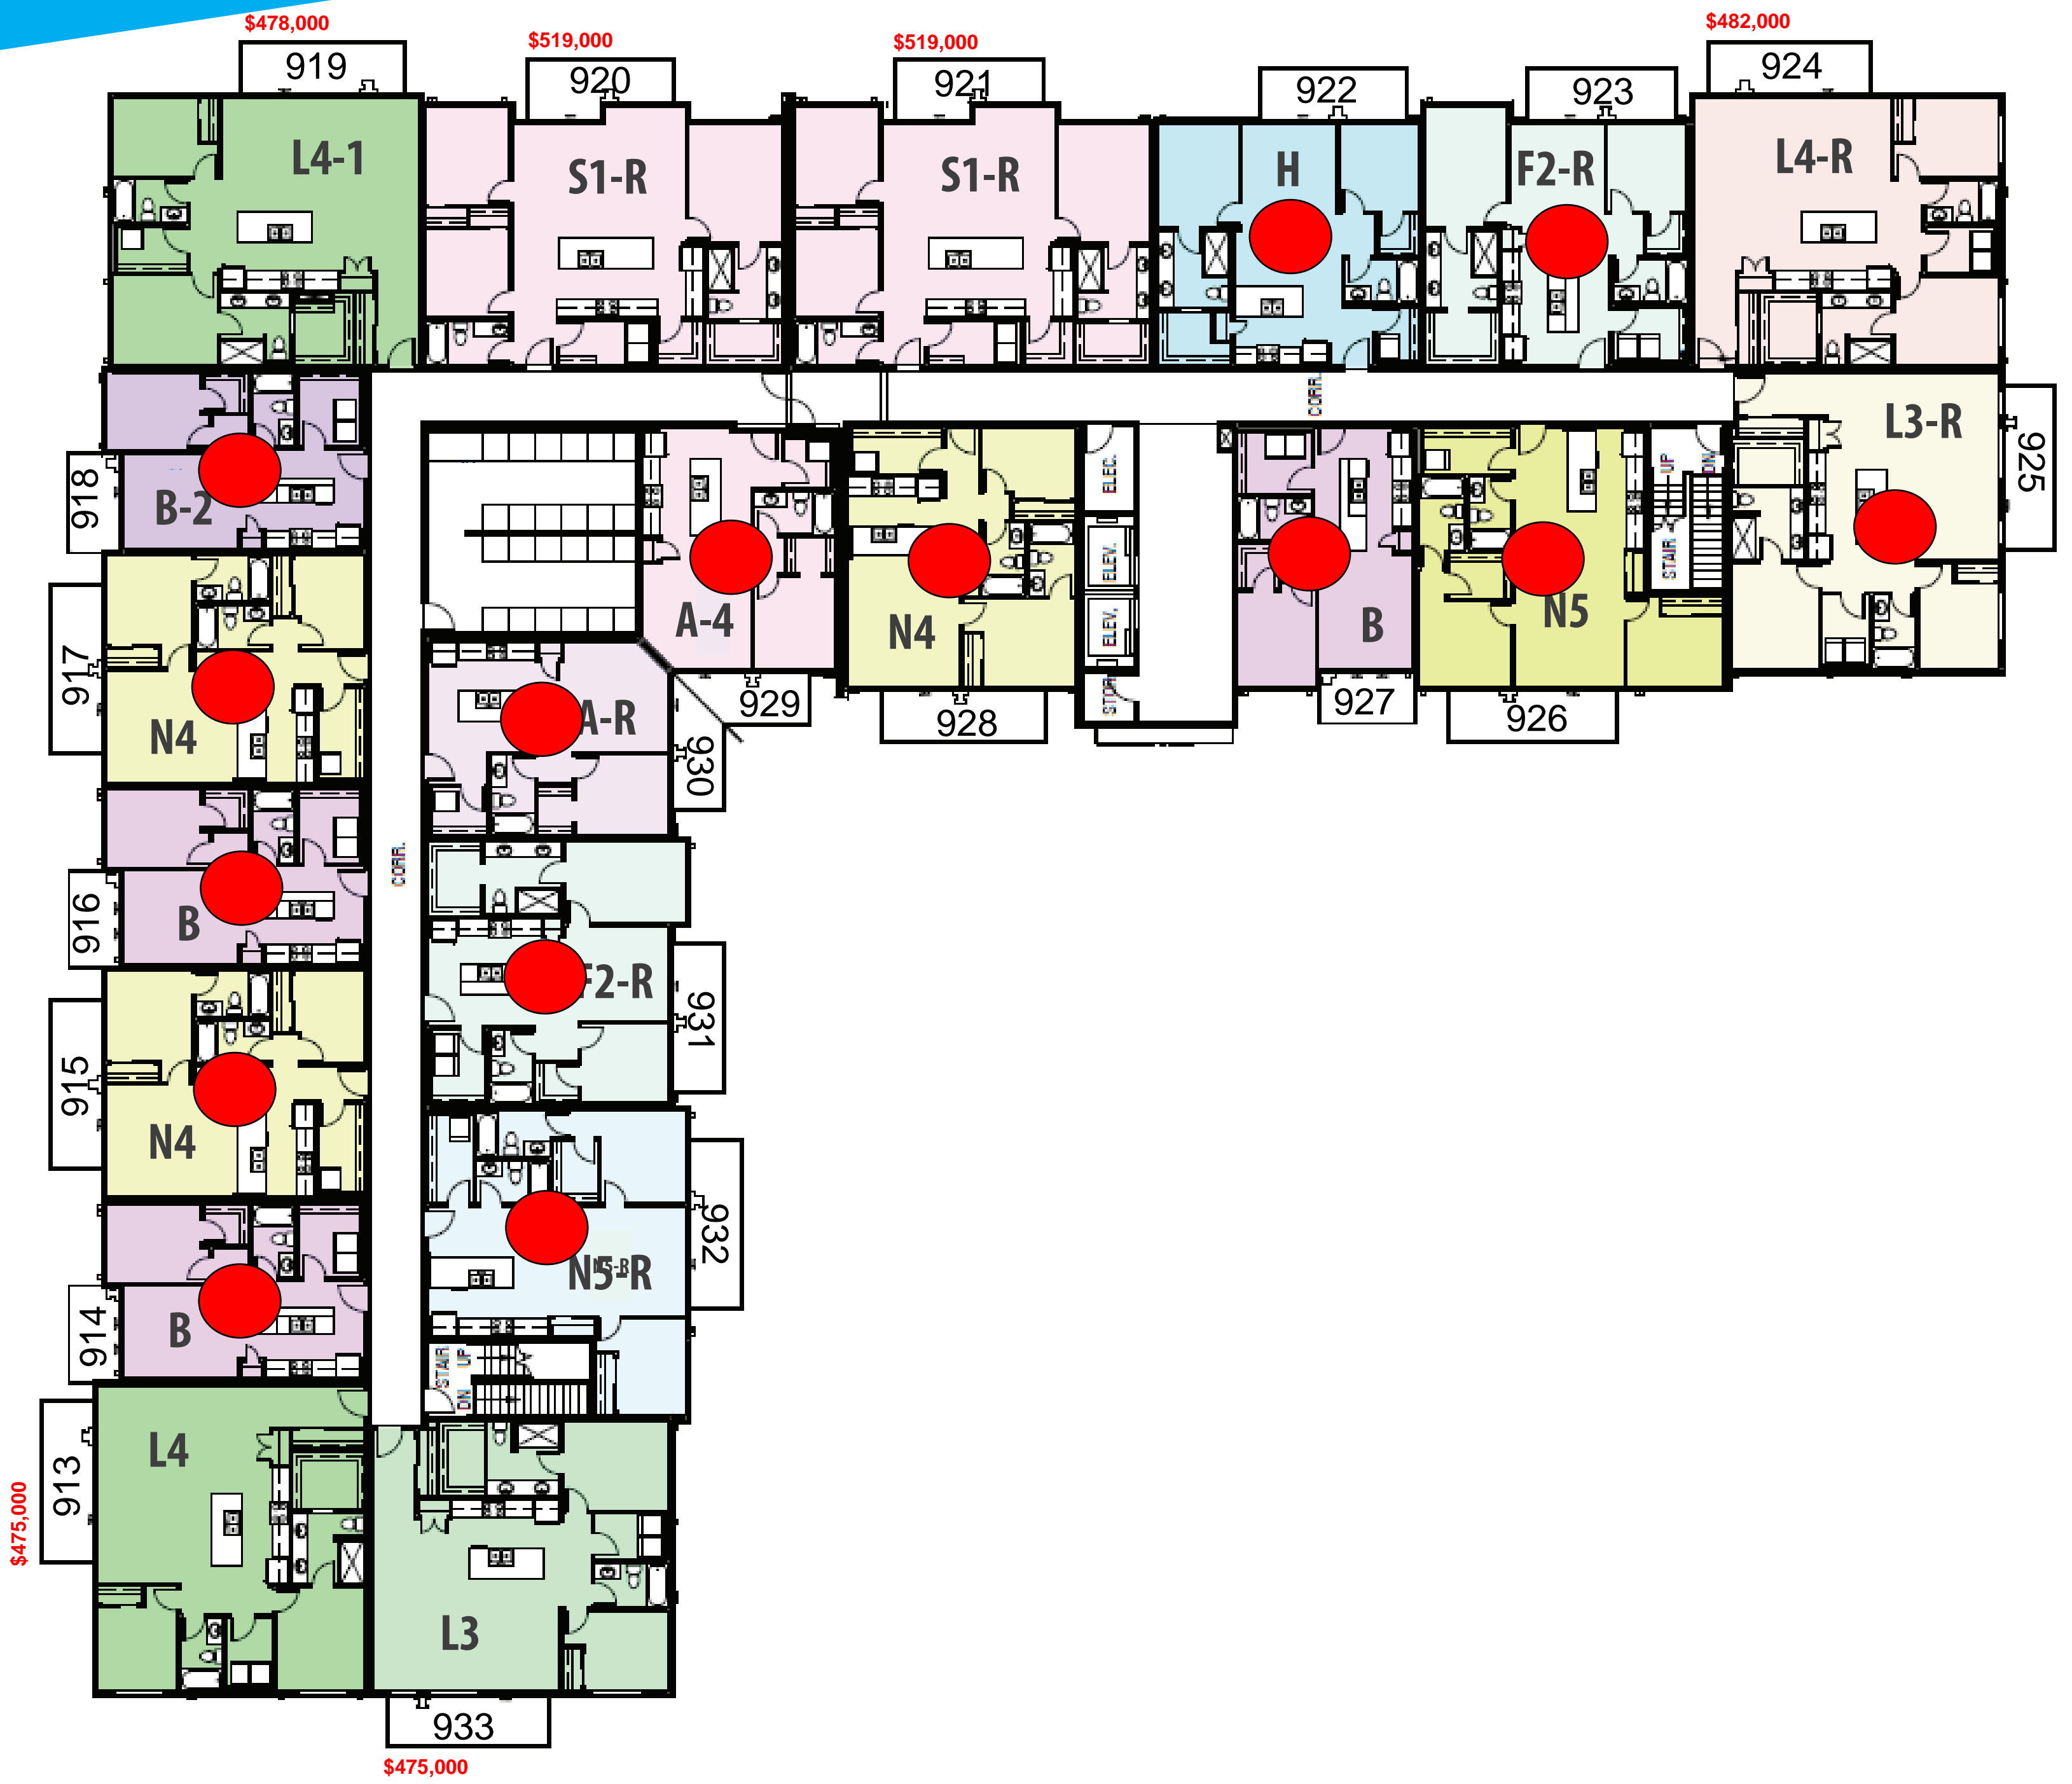 $478,000
$519,000
$519,000
$482,000
919
920
921
922
923
924
L4-1
S1-R
S1-R
H
F2-R
L4-R
CORR.
L3-R
925
918
B-2
ELEC.
UP
DN
STAIR
ELEV.
ELEV.
STOR.
A-4
N4
B
N5
929
928
927
926
917
N4
A-R
930
CORR.
916
B
F2-R
931
915
N4
932
N5-R
N5-R
914
B
STAIR
UP
DN
L4
913
$475,000
L3
933
$475,000